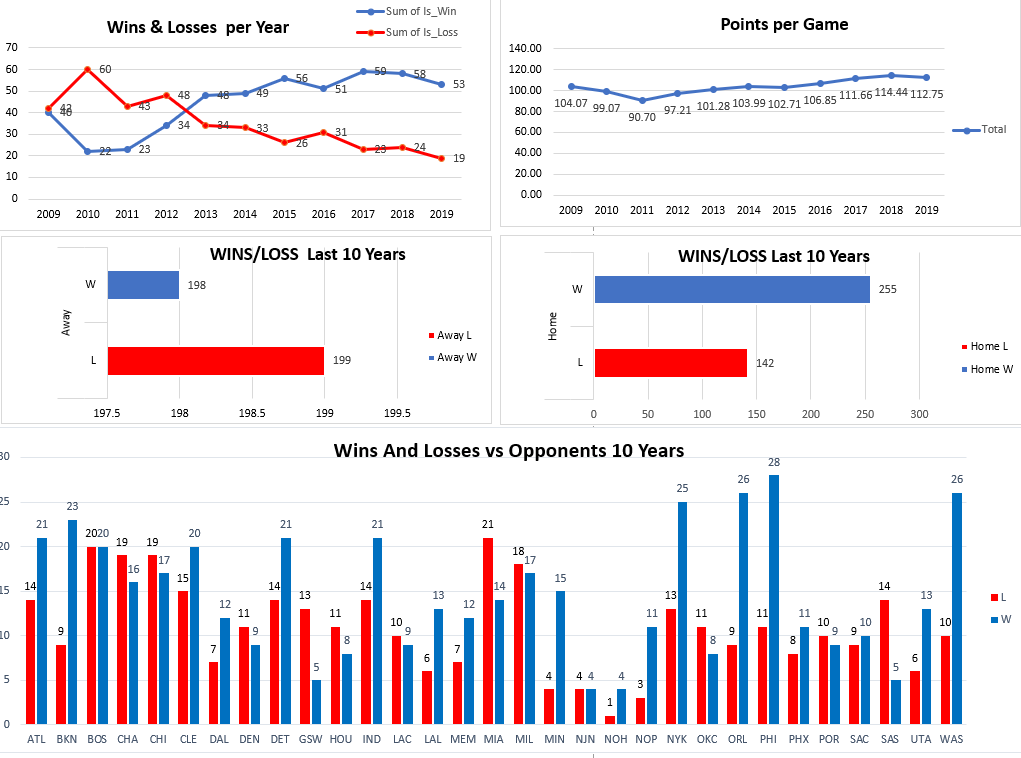 Wins & Losses per Year
Sum of Is_Win
Sum of Is_Loss
70
60
50
40
30
20
10
0
42 60 43 48 34 33 26 31 23 24 19
40 22 23 34 48 49 56 51 59 58 53
2009 2010 2011 2012 2013 2014 2015 2016 2017 2018 2019
Points per Game
140.00
120.00
100.00
80.00
60.00
40.00
20.00
0.00
104.07 99.07 90.70 97.21 101.28 103.99 102.71 106.85 111.66 114.44 112.75
Total
2009 2010 2011 2012 2013 2014 2015 2016 2017 2018 2019
WINS/LOSS Last 10 Years
Away
W
198
L
199
Away L
Away W
197.5 198 198.5 199 199.5
WINS/LOSS Last 10 Years
Home
W
255
L
142
Home L
Home W
0 50 100 150 200 250 300
Wins And Losses vs Opponents 10 Years
30
25
20
15
10
5
0
14 21 9 23 20 20 19 16 19 17 15 20 7 12 11 9 14 21 13 5 11 8 14 21 10 9 6 13 7 12 21 14 18 17 4 15 4 4 1 4 3 11 13 25 11 8 9 26 11 28 8 11 10 9 9 10 14 5 6 13 10 26
L
W
ATL BKN BOS CHA CHI CLE DAL DEN DET GSW HOU IND LAC LAL MEM MIA MIL MIN NJN NOH NOP NYK OKC ORL PHI PHX POR SAC SAS UTA WAS